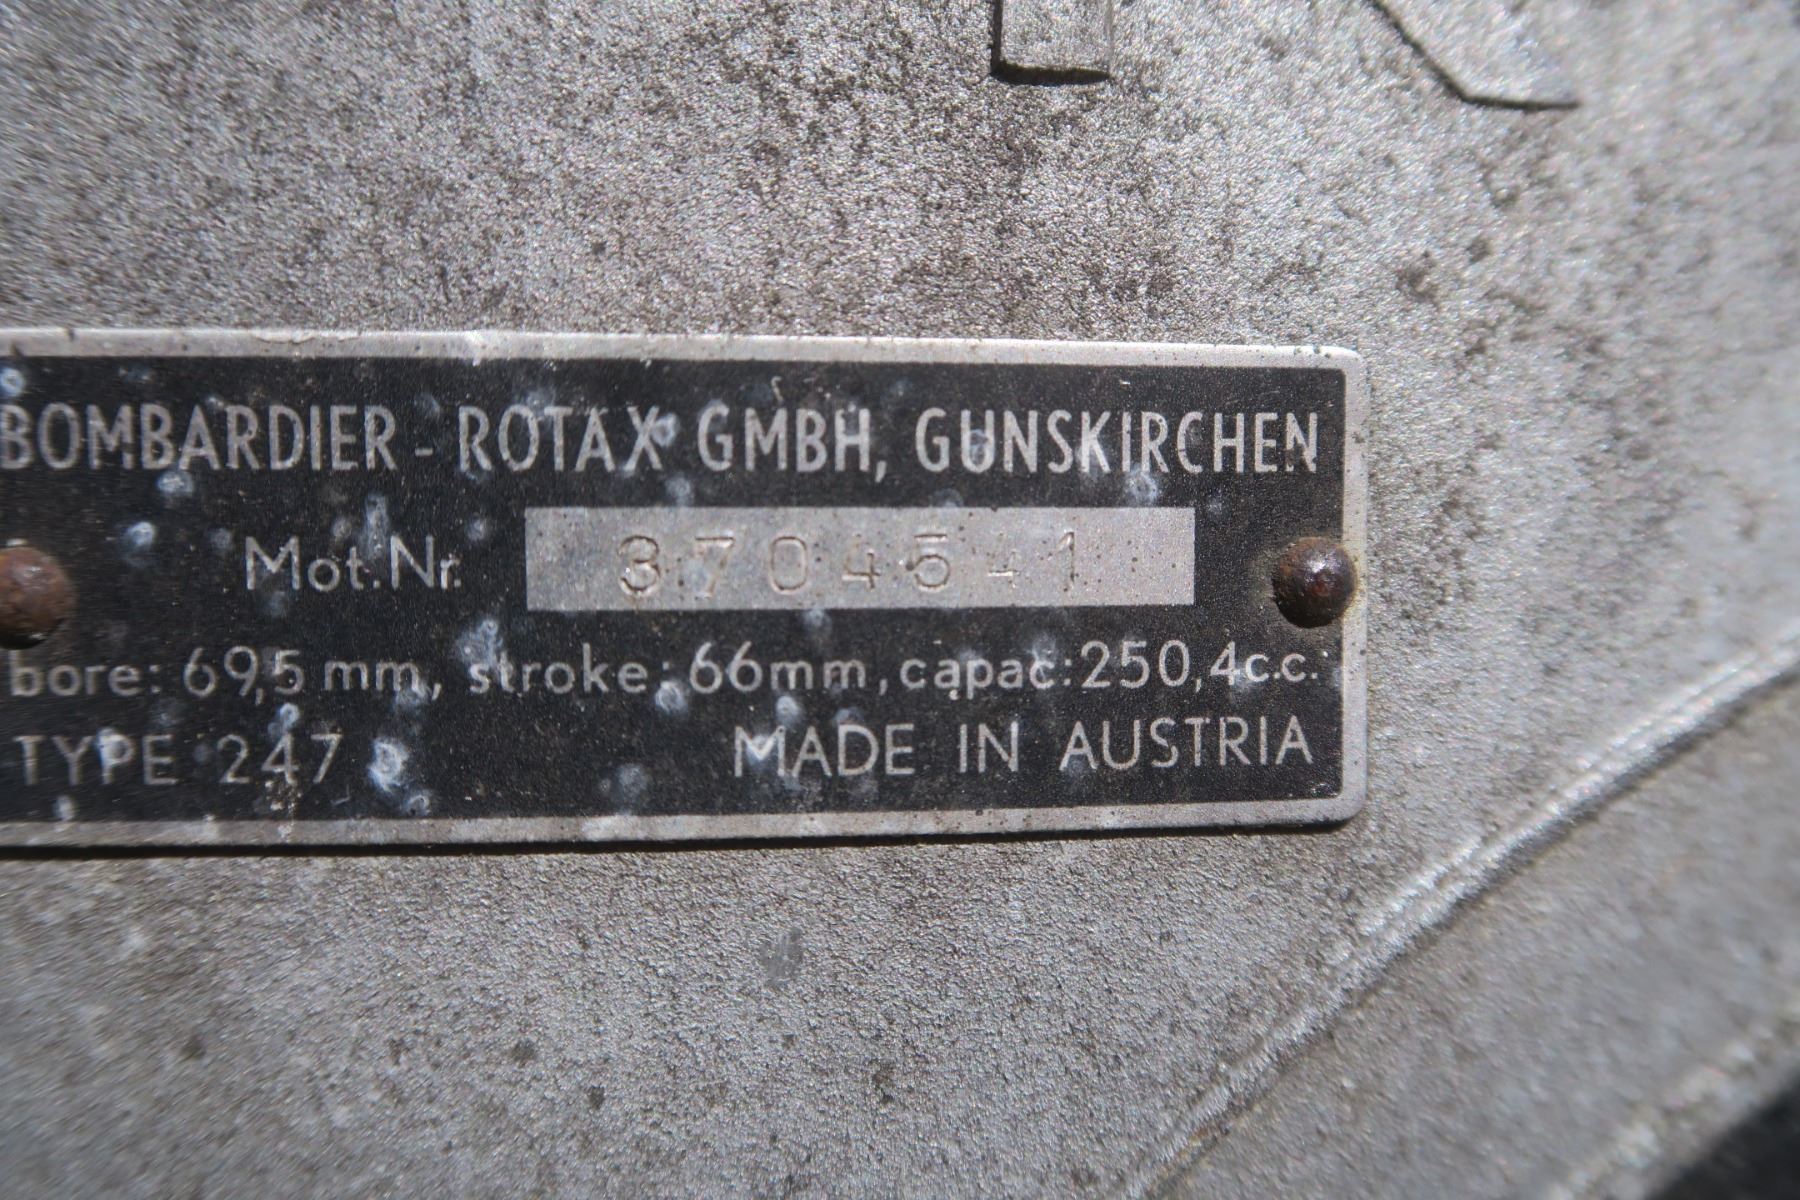 BOMBARDIER - ROTAX GMBH, GUNSKIRCHEN
Mot.Nr. 3704541
bore: 69,5 mm, stroke: 66mm, capac: 250,4c.c.
TYPE 247 MADE IN AUSTRIA